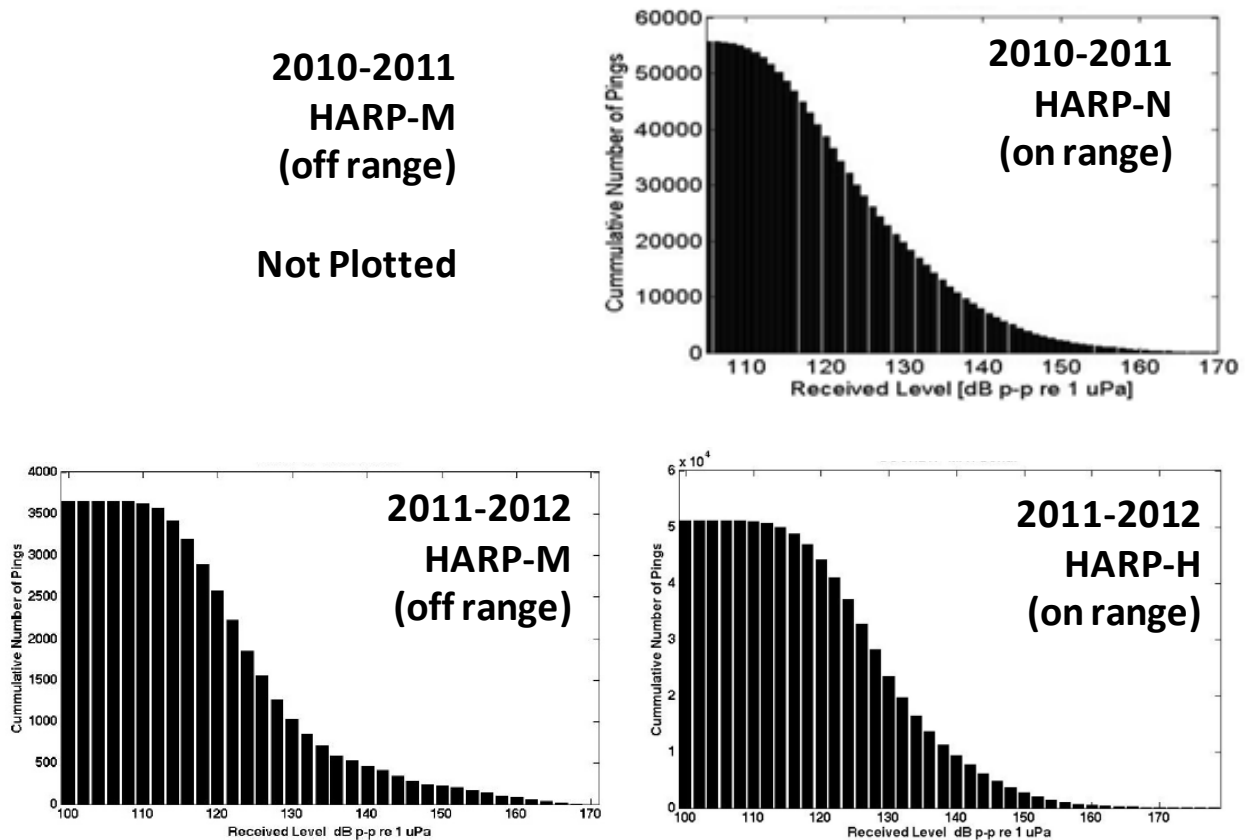 2010-2011
HARP-M
(off range)
Not Plotted
60000
50000
40000
30000
20000
10000
0
Cummulative Number of Pings
2010-2011
HARP-N
(on range)
110 120 130 140 150 160 170
Received Level [dB p-p re 1 uPa]
4000
3500
3000
2500
2000
1500
1000
500
0
Cummulative Number of Pings
2011-2012
HARP-M
(off range)
100 110 120 130 140 150 160 170
Received Level dB p-p re 1 uPa
6 x 10^4
5
4
3
2
1
0
Cummulative Number of Pings
2011-2012
HARP-H
(on range)
100 110 120 130 140 150 160 170
Received Level dB p-p re 1 uPa